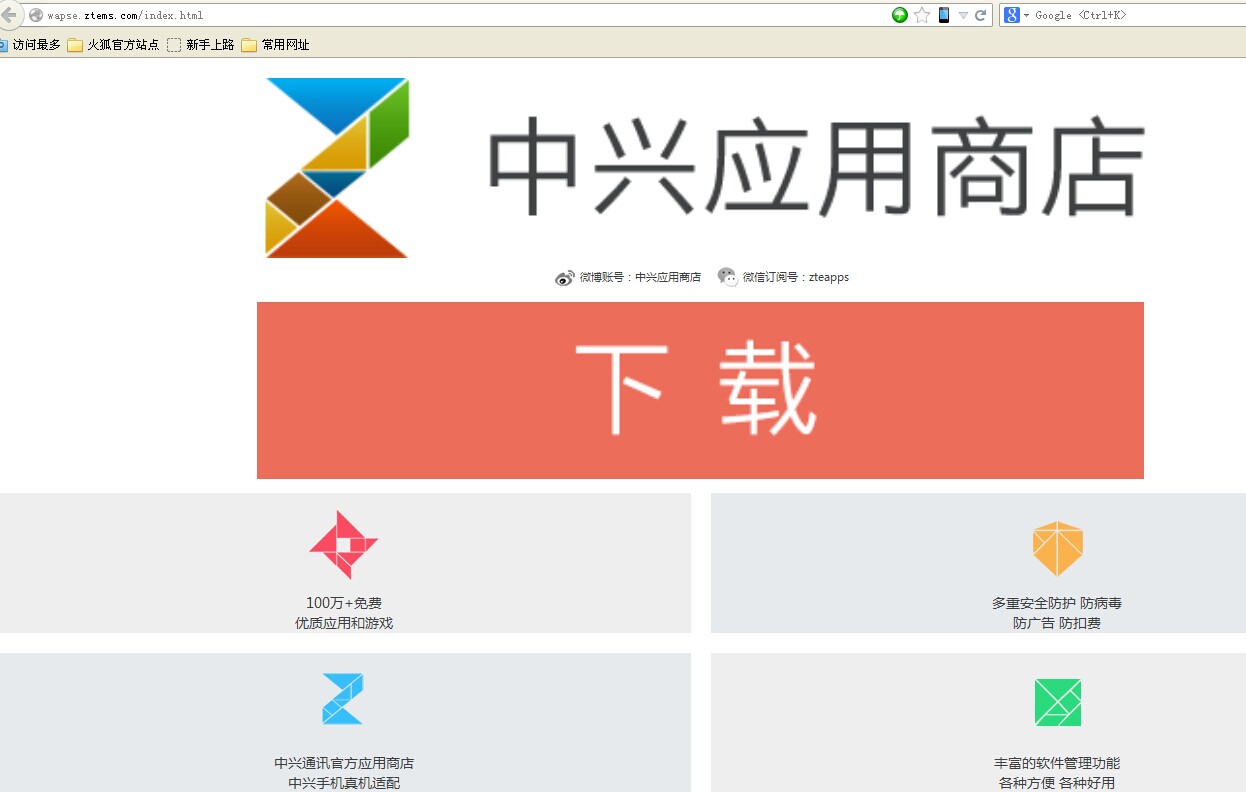 wapse.ztems.com/index.html
Google <Ctrl+K>
访问最多 火狐官方站点 新手上路 常用网址
中兴应用商店
微博账号：中兴应用商店 微信订阅号：zteapps
下载
100万+免费
优质应用和游戏
多重安全防护 防病毒
防广告 防扣费
中兴通讯官方应用商店
中兴手机真机适配
丰富的软件管理功能
各种方便 各种好用